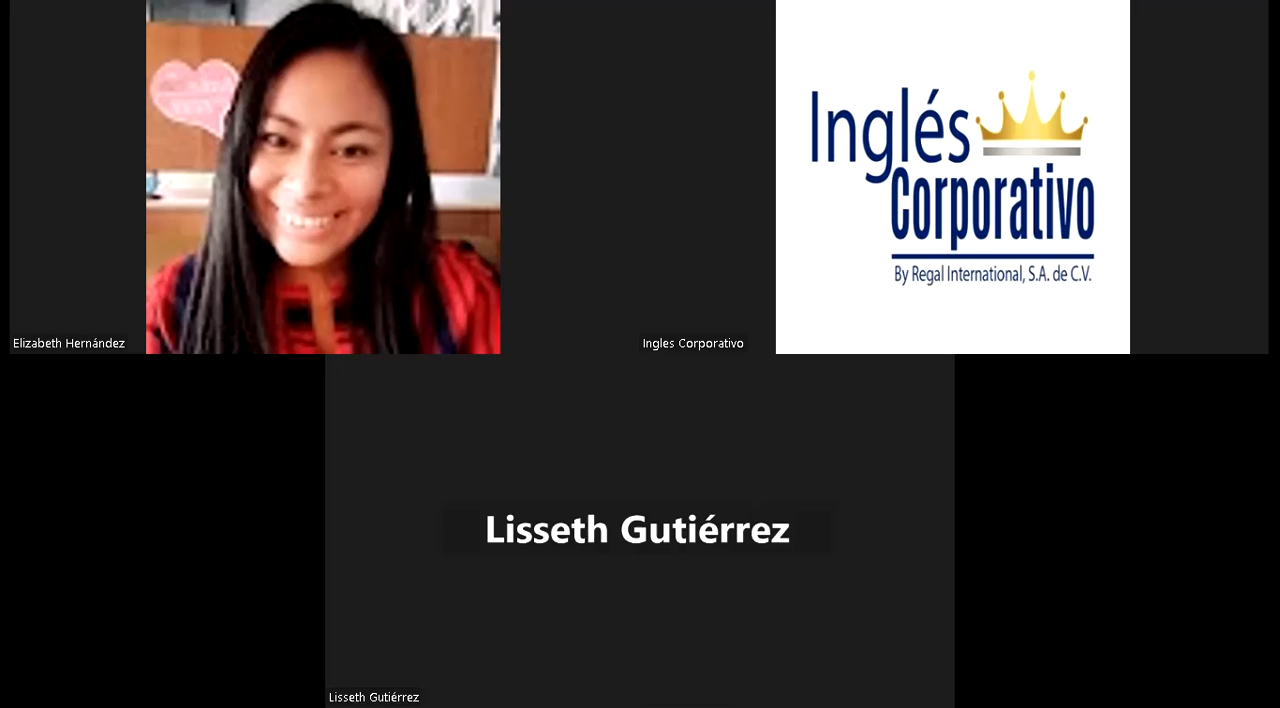 Inglés
Corporativo
By Regal International, S.A. de C.V.
Elizabeth Hernández
Ingles Corporativo
Lisseth Gutiérrez
Lisseth Gutiérrez